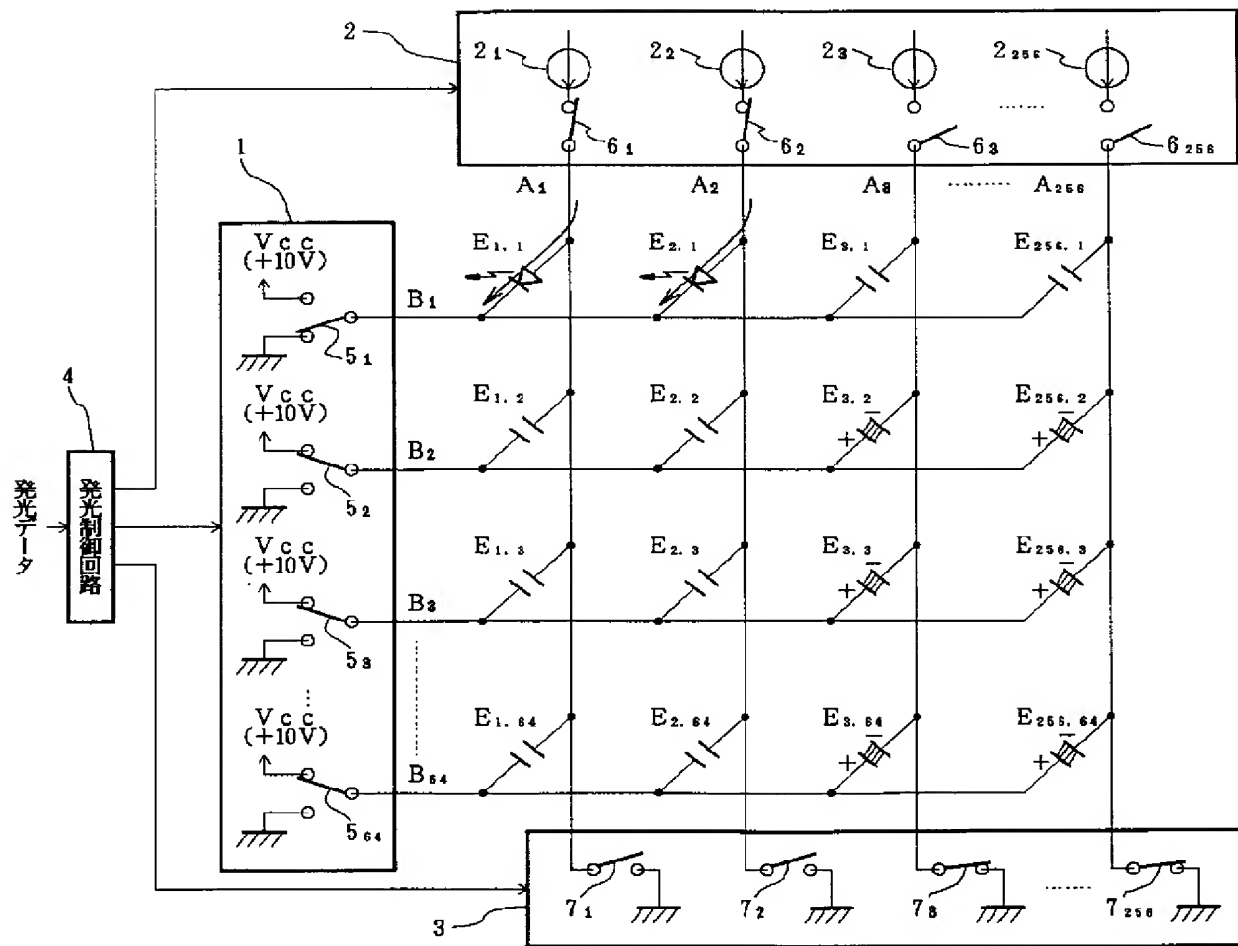 2
2₁
2₂
2₃
2₂₅₆
......
6₁
6₂
6₃
6₂₅₆
1
A₁
A₂
A₃
........
A₂₅₆
Vcc
(+10V)
B₁
5₁
E₁.₁
E₂.₁
E₃.₁
E₂₅₆.₁
4
Vcc
(+10V)
B₂
5₂
E₁.₂
E₂.₂
E₃.₂
E₂₅₆.₂
+
−
+
−
発光データ
発光制御回路
Vcc
(+10V)
B₃
5₃
E₁.₃
E₂.₃
E₃.₃
E₂₅₆.₃
+
−
+
−
Vcc
(+10V)
B₆₄
5₆₄
E₁.₆₄
E₂.₆₄
E₃.₆₄
E₂₅₆.₆₄
+
−
+
−
3
7₁
7₂
7₃
......
7₂₅₆